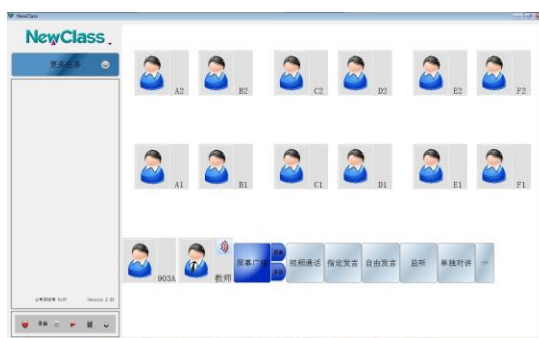 NewClass
NewClass.
更多任务
A2 B2 C2 D2 E2 F2
A1 B1 C1 D1 E1 F1
903A 教师 屏幕广播 视频通话 指定发言 自由发言 监听 单独对讲